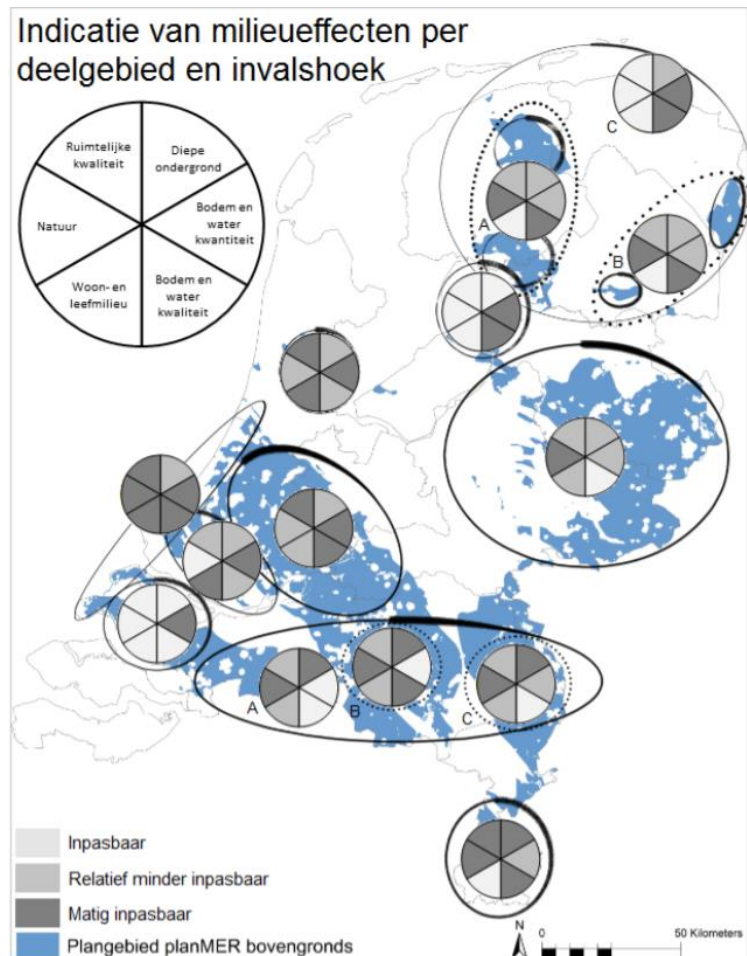 Indicatie van milieueffecten per
deelgebied en invalshoek
Ruimtelijke
kwaliteit
Diepe
ondergrond
Natuur
Bodem en
water
kwantiteit
Woon- en
leefmilieu
Bodem en
water
kwaliteit
C
A
B
A
B
C
Inpasbaar
Relatief minder inpasbaar
Matig inpasbaar
Plangebied planMER bovengronds
N
0
50 Kilometers